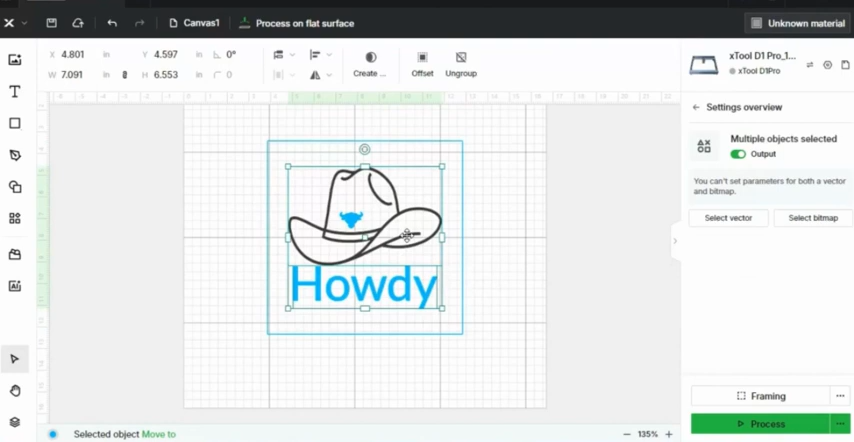 Canvas1
Process on flat surface
Unknown material
X 4.801 in
Y 4.597 in
0°
W 7.091 in
H 6.553 in
0
Create ...
Offset
Ungroup
xTool D1 Pro_1...
xTool D1Pro
Settings overview
Multiple objects selected
Output
You can't set parameters for both a
vector and bitmap.
Select vector
Select bitmap
Howdy
Framing
Process
Selected object Move to
135%